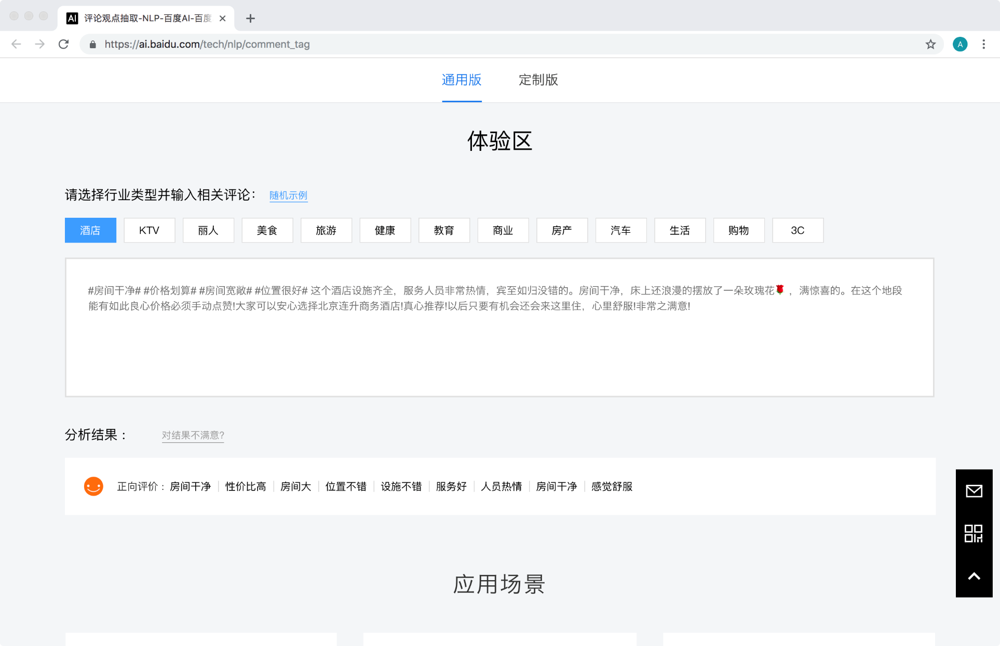 AI 评论观点抽取-NLP-百度AI-百度
https://ai.baidu.com/tech/nlp/comment_tag
A
通用版 定制版
体验区
请选择行业类型并输入相关评论： 随机示例
酒店 KTV 丽人 美食 旅游 健康 教育 商业 房产 汽车 生活 购物 3C
#房间干净# #价格划算# #房间宽敞# #位置很好# 这个酒店设施齐全，服务人员非常热情，宾至如归没错的。房间干净，床上还浪漫的摆放了一朵玫瑰花🌹，满惊喜的。在这个地段
能有如此良心价格必须手动点赞!大家可以安心选择北京连升商务酒店!真心推荐!以后只要有机会还会来这里住，心里舒服!非常之满意!
分析结果： 对结果不满意?
正向评价： 房间干净 性价比高 房间大 位置不错 设施不错 服务好 人员热情 房间干净 感觉舒服
应用场景